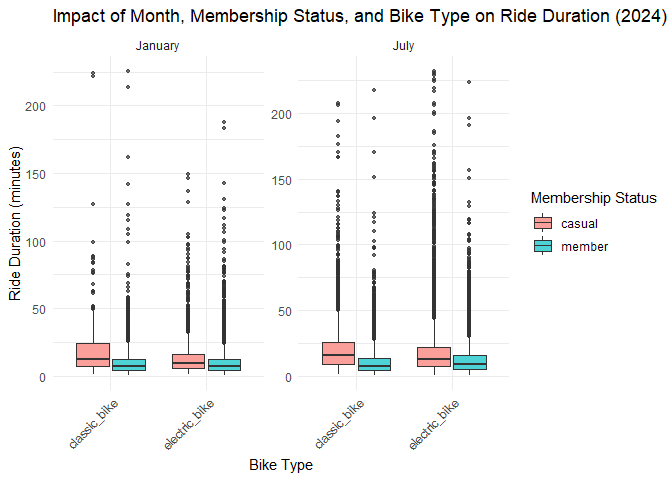 Impact of Month, Membership Status, and Bike Type on Ride Duration (2024)
January
July
Ride Duration (minutes)
200
150
100
50
0
200
150
100
50
0
classic_bike
electric_bike
classic_bike
electric_bike
Bike Type
Membership Status
casual
member